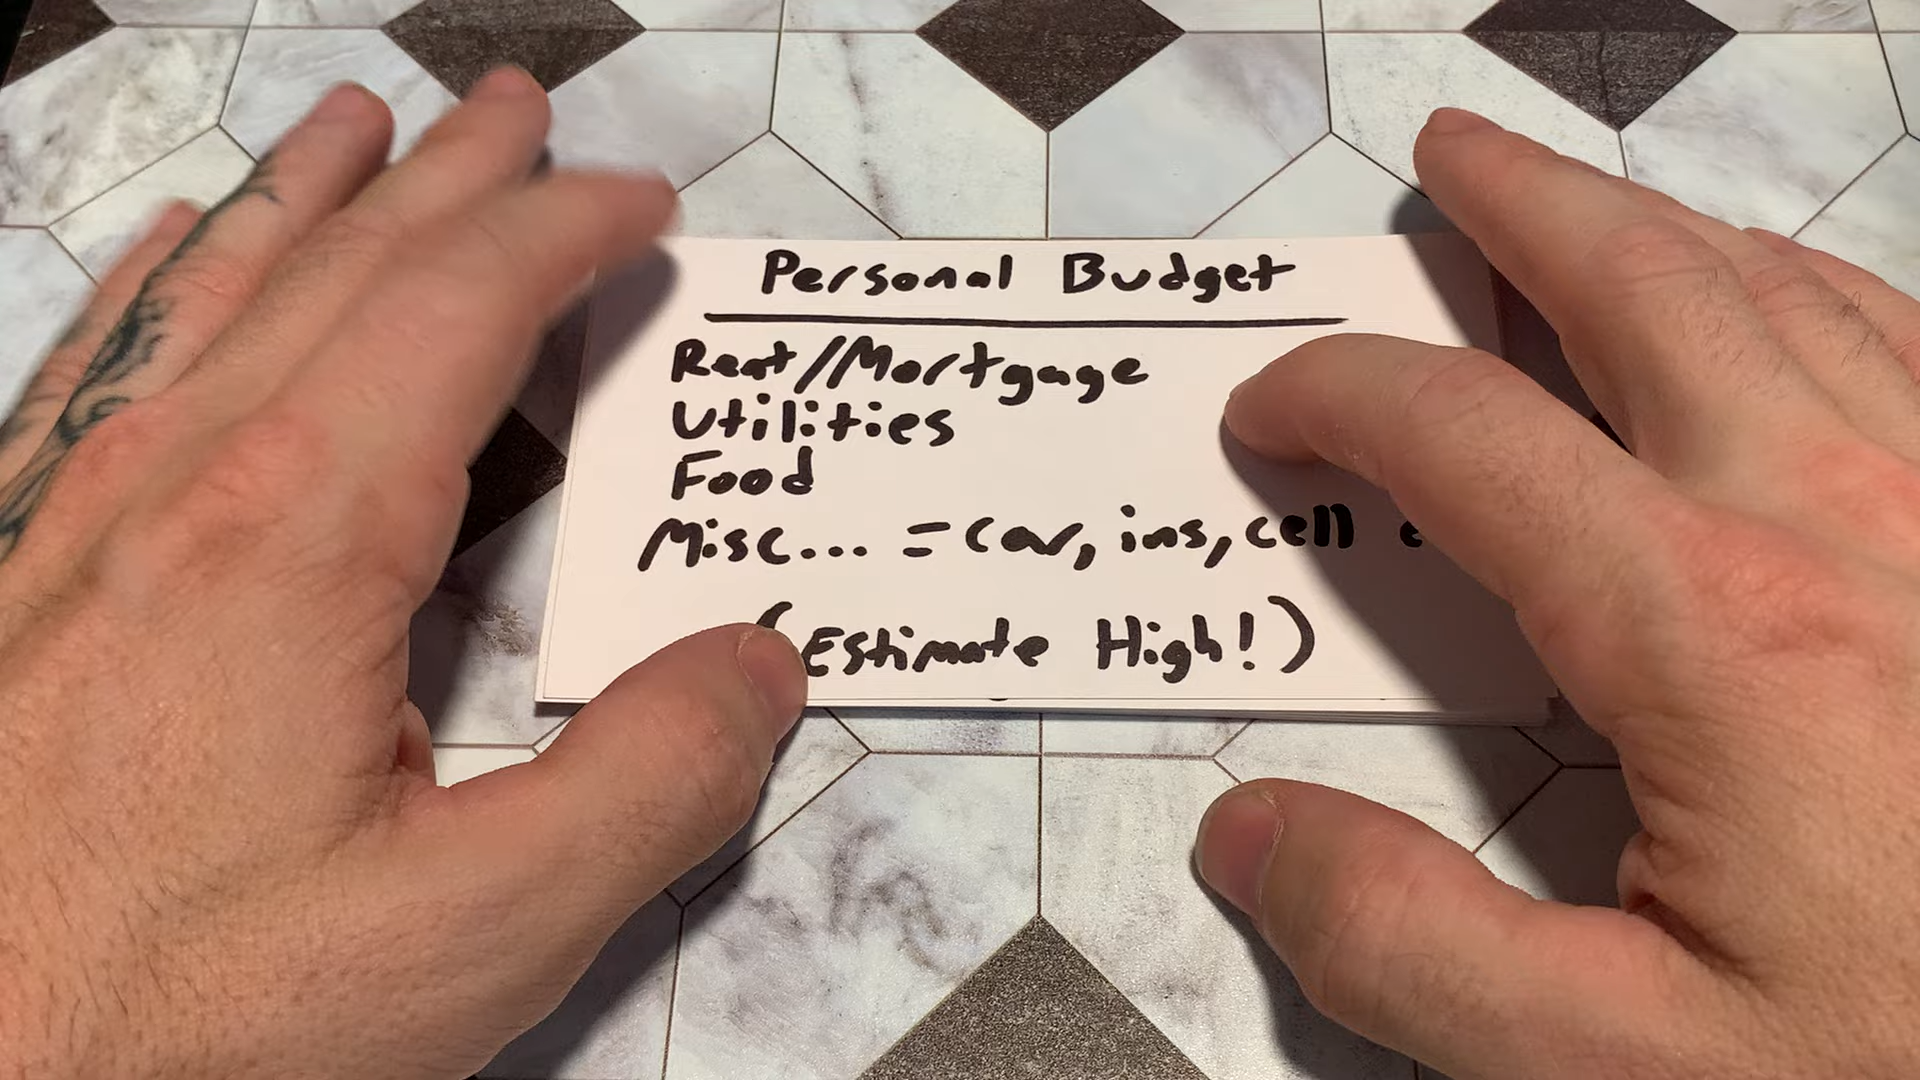 Personal Budget
Rent/Mortgage
Utilities
Food
Misc... = car, ins, cell
(Estimate High!)